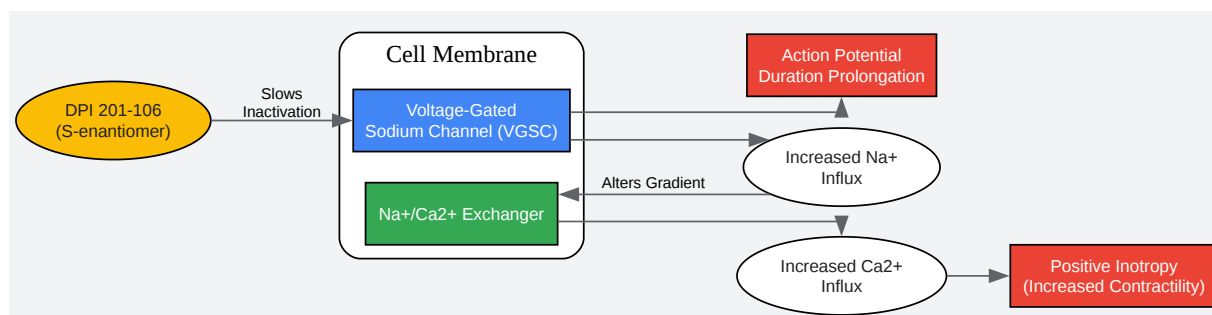 DPI 201-106
(S-enantiomer)
Slows
Inactivation
Cell Membrane
Voltage-Gated
Sodium Channel (VGSC)
Na+/Ca2+ Exchanger
Alters Gradient
Action Potential
Duration Prolongation
Increased Na+
Influx
Increased Ca2+
Influx
Positive Inotropy
(Increased Contractility)